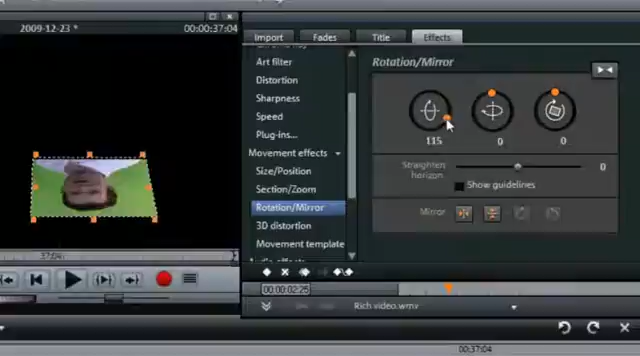 2009-12-23 * 00:00:37:04
Import Fades Title Effects
Art filter
Distortion
Sharpness
Speed
Plug-ins...
Movement effects
Size/Position
Section/Zoom
Rotation/Mirror
3D distortion
Movement template
Rotation/Mirror
115 0 0
Straighten
horizon
0
Show guidelines
Mirror
37:04
00:00:02:25
Rich video.wmv
00:37:04